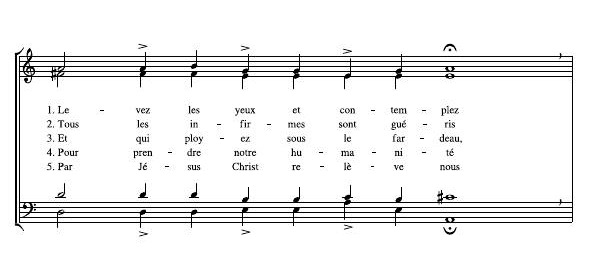 1. Le – vez les yeux et con – tem – plez
2. Tous les in – fir – mes sont gué – ris
3. Et qui ploy – ez sous le far – deau,
4. Pour pren – dre notre hu – ma – ni – té
5. Par Jé – sus Christ re – lè – ve nous